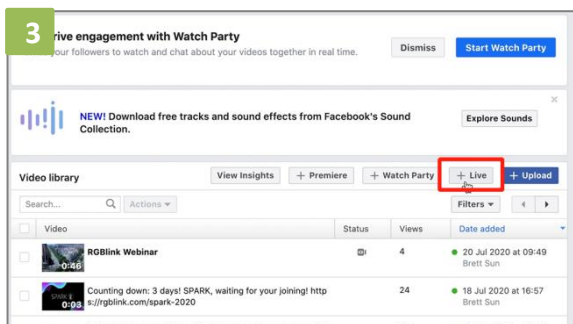 3
rive engagement with Watch Party
your followers to watch and chat about your videos together in real time.
Dismiss
Start Watch Party
NEW! Download free tracks and sound effects from Facebook's Sound
Collection.
Explore Sounds
Video library
View Insights
+ Premiere
+ Watch Party
+ Live
+ Upload
Search...
Actions
Filters
Video
Status
Views
Date added
RGBlink Webinar
0:46
4
20 Jul 2020 at 09:49
Brett Sun
Counting down: 3 days! SPARK, waiting for your joining! http
s://rgblink.com/spark-2020
SPARK
0:03
24
18 Jul 2020 at 16:57
Brett Sun